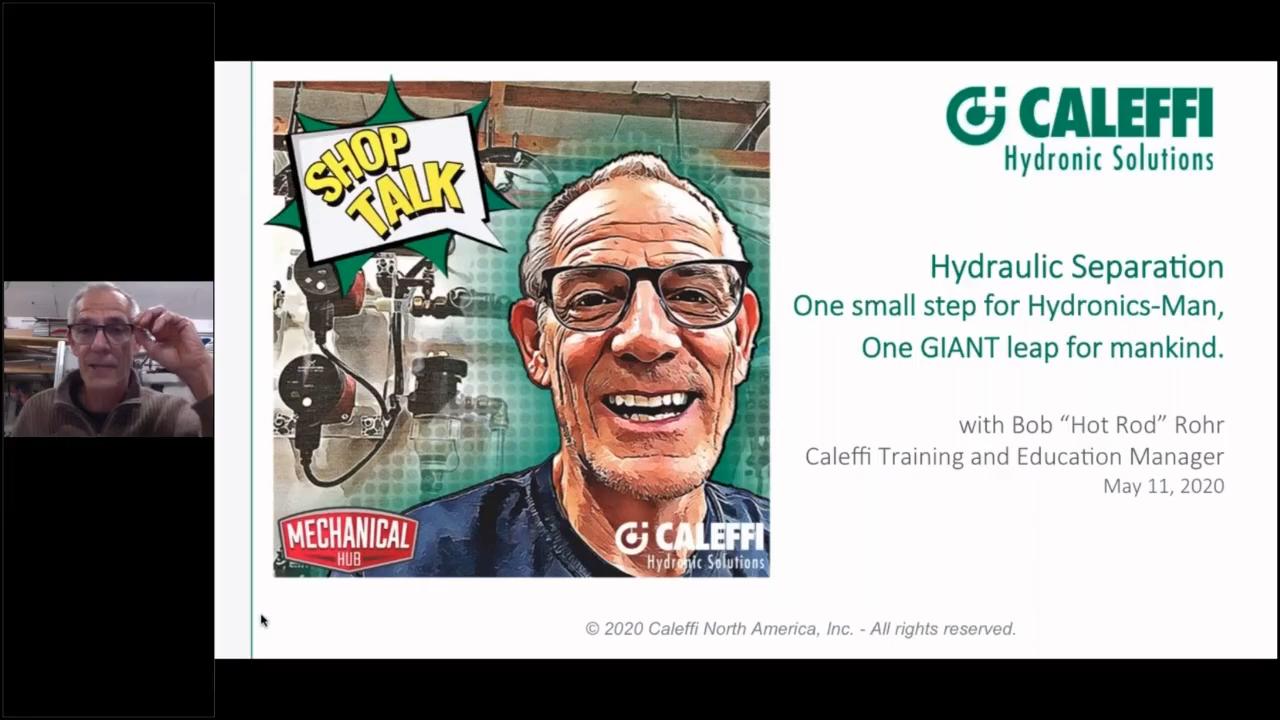 SHOP
TALK
MECHANICAL
HUB
CALEFFI
Hydronic Solutions
CALEFFI
Hydronic Solutions
Hydraulic Separation
One small step for Hydronics-Man,
One GIANT leap for mankind.
with Bob “Hot Rod” Rohr
Caleffi Training and Education Manager
May 11, 2020
© 2020 Caleffi North America, Inc. - All rights reserved.